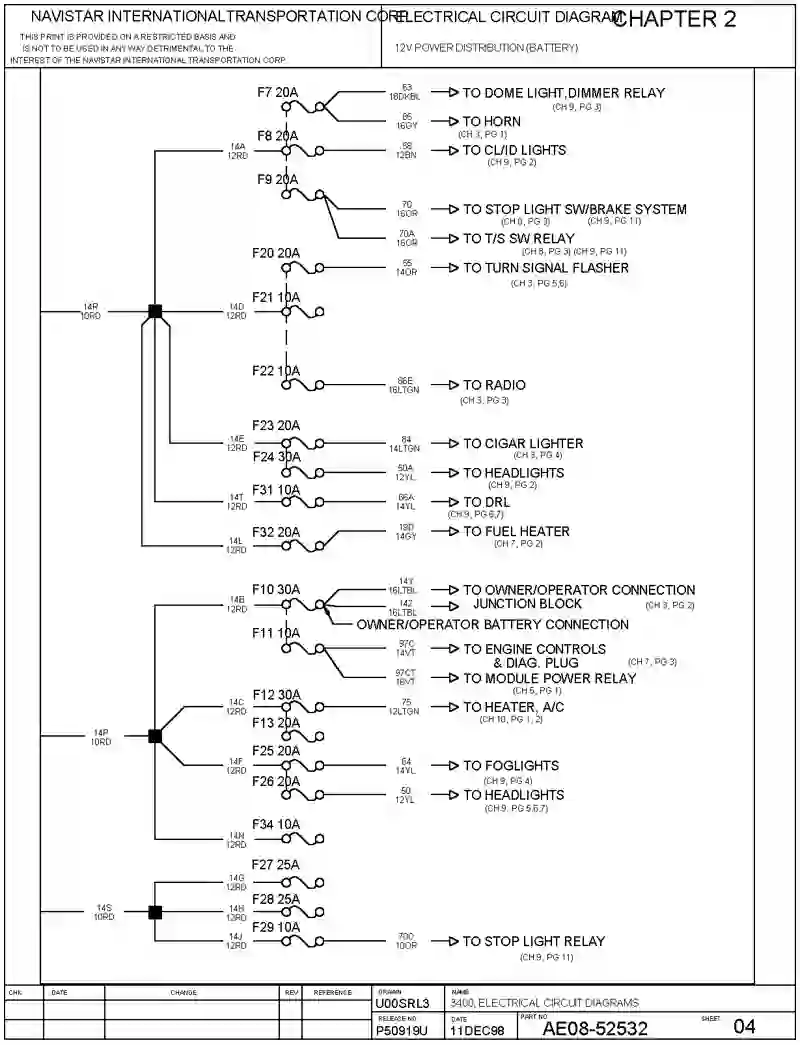 NAVISTAR INTERNATIONAL TRANSPORTATION CORP
THIS PRINT IS PROVIDED ON A RESTRICTED BASIS AND
IS NOT TO BE USED IN ANY WAY DETRIMENTAL TO THE
INTEREST OF THE NAVISTAR INTERNATIONAL TRANSPORTATION CORP
ELECTRICAL CIRCUIT DIAGRAM
CHAPTER 2
12V POWER DISTRIBUTION (BATTERY)
F7 20A
63
18DKBL
TO DOME LIGHT, DIMMER RELAY
(CH 9, PG 3)
85
16GY
TO HORN
(CH 3, PG 1)
F8 20A
14A
12RD
12BN
TO CL/ID LIGHTS
(CH 9, PG 2)
F9 20A
70
16OR
TO STOP LIGHT SW/BRAKE SYSTEM
(CH 9, PG 11)
70A
16OR
TO T/S SW RELAY
(CH 8, PG 3) (CH 9, PG 11)
F20 20A
55
14OR
TO TURN SIGNAL FLASHER
(CH 3, PG 5,6)
F21 10A
14R
10RD
14D
12RD
F22 10A
86E
16LTGN
TO RADIO
(CH 3, PG 3)
F23 20A
14E
12RD
84
14LTGN
TO CIGAR LIGHTER
(CH 3, PG 4)
F24 30A
50A
12YL
TO HEADLIGHTS
(CH 9, PG 2)
F31 10A
14T
12RD
66A
14YL
TO DRL
(CH 9, PG 6,7)
F32 20A
14L
12RD
19D
14GY
TO FUEL HEATER
(CH 7, PG 2)
F10 30A
14B
12RD
14Y
16LTBL
TO OWNER/OPERATOR CONNECTION
14Z
16LTBL
JUNCTION BLOCK
(CH 3, PG 2)
OWNER/OPERATOR BATTERY CONNECTION
F11 10A
97C
14VT
TO ENGINE CONTROLS
& DIAG. PLUG
(CH 7, PG 3)
97CT
18VT
TO MODULE POWER RELAY
(CH 6, PG 1)
F12 30A
14C
12RD
75
12LTGN
TO HEATER, A/C
(CH 10, PG 1, 2)
F13 20A
14P
10RD
F25 20A
14F
12RD
64
14YL
TO FOGLIGHTS
(CH 9, PG 4)
F26 20A
50
12YL
TO HEADLIGHTS
(CH 9, PG 5,6,7)
F34 10A
14N
12RD
F27 25A
14G
12RD
F28 25A
14S
10RD
14H
12RD
F29 10A
14J
12RD
70C
10OR
TO STOP LIGHT RELAY
(CH 9, PG 11)
CHK
DATE
CHANGE
REV
REFERENCE
DRAWN
U00SRL3
NAME
3400, ELECTRICAL CIRCUIT DIAGRAMS
RELEASE NO
P50919U
DATE
11DEC98
PART NO
AE08-52532
SHEET
04